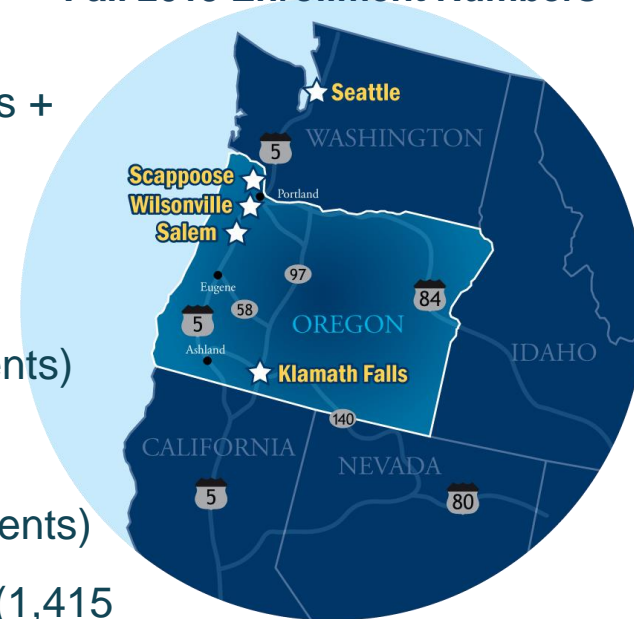 s +
Seattle
WASHINGTON
5
Scappoose
Portland
Wilsonville
Salem
97
Eugene
84
58
5
OREGON
ents)
Ashland
IDAHO
Klamath Falls
140
CALIFORNIA
NEVADA
5
80
ents)
(1,415